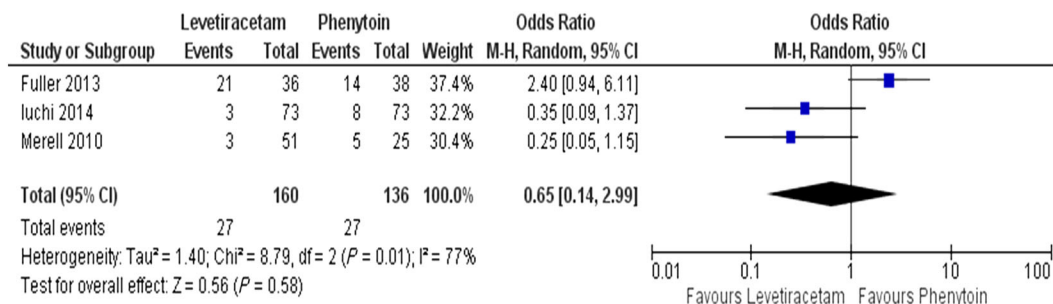 Levetiracetam Phenytoin Odds Ratio Odds Ratio
Study or Subgroup Events Total Events Total Weight M-H, Random, 95% CI M-H, Random, 95% CI
Fuller 2013 21 36 14 38 37.4% 2.40 [0.94, 6.11]
Iuchi 2014 3 73 8 73 32.2% 0.35 [0.09, 1.37]
Merell 2010 3 51 5 25 30.4% 0.25 [0.05, 1.15]
Total (95% CI) 160 136 100.0% 0.65 [0.14, 2.99]
Total events 27 27
Heterogeneity: Tau² = 1.40; Chi² = 8.79, df = 2 (P = 0.01); I² = 77%
Test for overall effect: Z = 0.56 (P = 0.58)
0.01 0.1 1 10 100
Favours Levetiracetam Favours Phenytoin